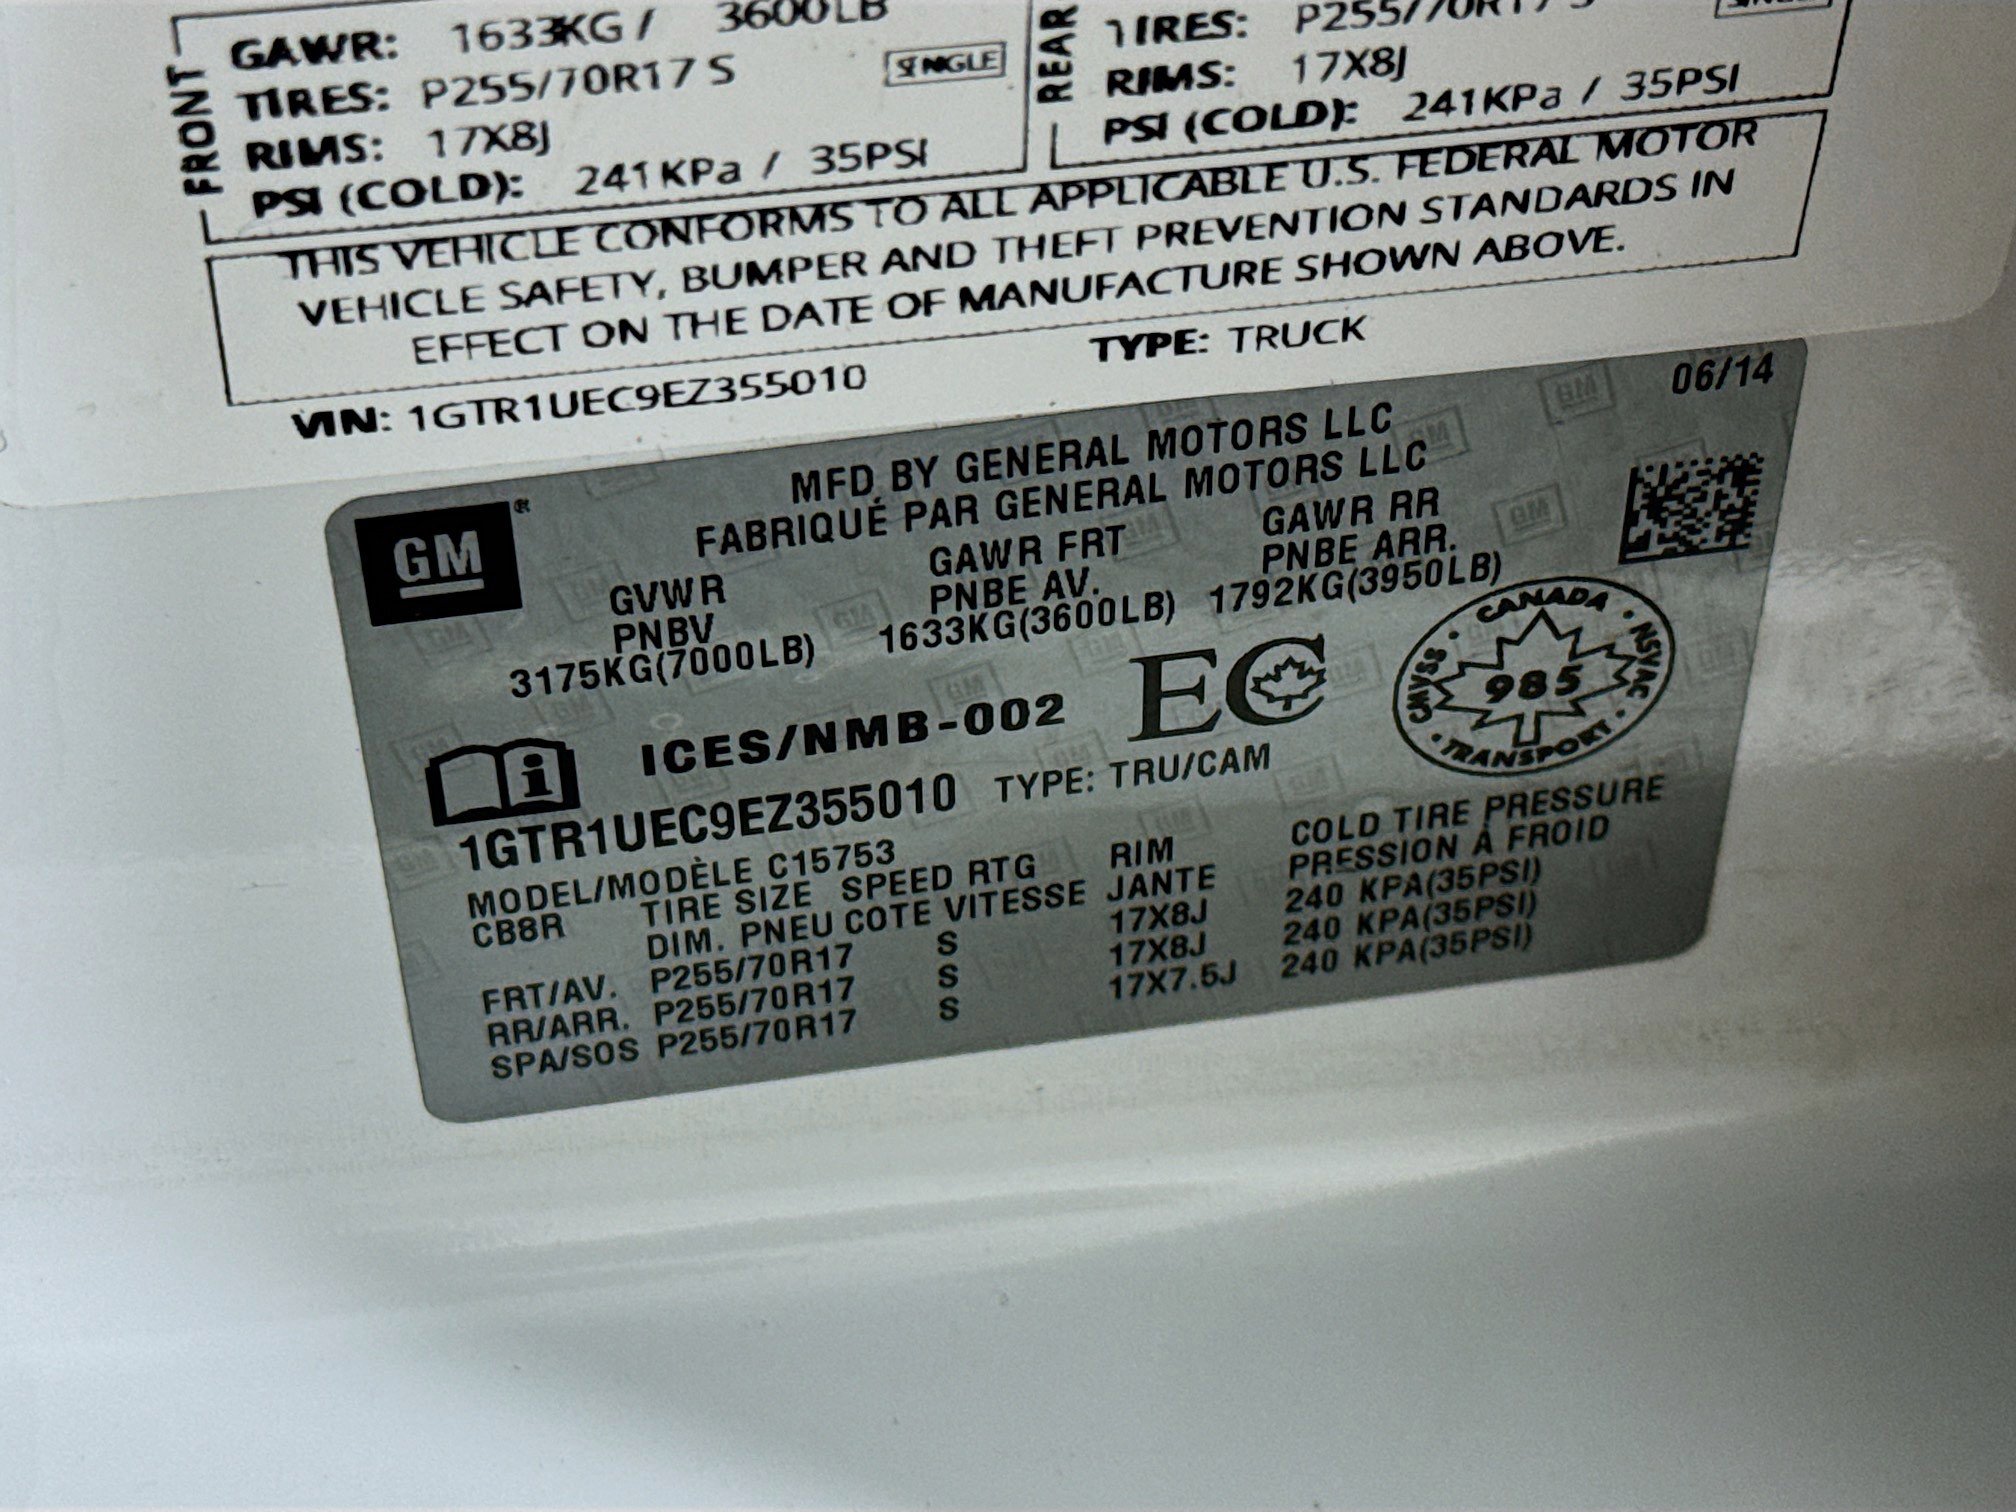 GAWR: 1633KG / 3600LB
TIRES: P255/70R17 S SINGLE
RIMS: 17X8J
PSI (COLD): 241KPa / 35PSI
FRONT
REAR
TIRES: P255/70R17 S
RIMS: 17X8J
PSI (COLD): 241KPa / 35PSI
THIS VEHICLE CONFORMS TO ALL APPLICABLE U.S. FEDERAL MOTOR
VEHICLE SAFETY, BUMPER AND THEFT PREVENTION STANDARDS IN
EFFECT ON THE DATE OF MANUFACTURE SHOWN ABOVE.
VIN: 1GTR1UEC9EZ355010 TYPE: TRUCK
06/14
MFD BY GENERAL MOTORS LLC
FABRIQUÉ PAR GENERAL MOTORS LLC
GM®
GVWR GAWR FRT GAWR RR
PNBV PNBE AV. PNBE ARR.
3175KG(7000LB) 1633KG(3600LB) 1792KG(3950LB)
ICES/NMB-002 EC
CANADA · NSVAC · TRANSPORT · CMVSS ·
985
1GTR1UEC9EZ355010 TYPE: TRU/CAM
MODEL/MODÈLE C15753
CB8R TIRE SIZE SPEED RTG RIM COLD TIRE PRESSURE
DIM. PNEU COTE VITESSE JANTE PRESSION À FROID
FRT/AV. P255/70R17 S 17X8J 240 KPA(35PSI)
RR/ARR. P255/70R17 S 17X8J 240 KPA(35PSI)
SPA/SOS P255/70R17 S 17X7.5J 240 KPA(35PSI)